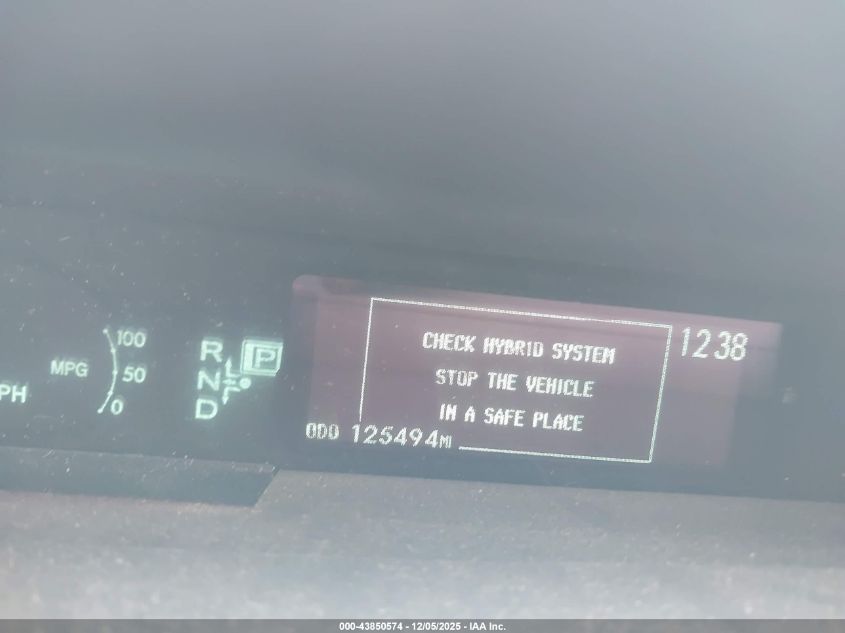 100
MPG
50
0
PH
R
P
N
D
CHECK HYBRID SYSTEM
STOP THE VEHICLE
IN A SAFE PLACE
1238
ODO 125494MI
000-43850574 - 12/05/2025 - IAA Inc.